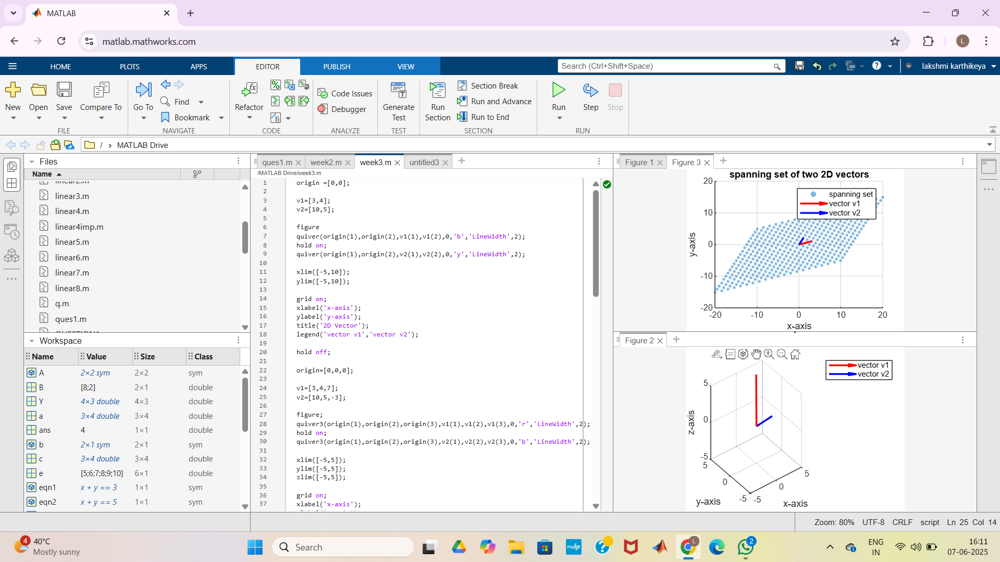 MATLAB
matlab.mathworks.com
L
HOME
PLOTS
APPS
EDITOR
PUBLISH
VIEW
Search (Ctrl+Shift+Space)
lakshmi karthikeya
New
Open
Save
Compare To
Go To
Find
Bookmark
Refactor
Code Issues
Debugger
Generate
Test
Run
Section
Section Break
Run and Advance
Run to End
Run
Step
Stop
FILE
NAVIGATE
CODE
ANALYZE
TEST
SECTION
RUN
/ › MATLAB Drive
Files
Name
linear2.m
linear3.m
linear4.m
linear4imp.m
linear5.m
linear6.m
linear7.m
linear8.m
q.m
ques1.m
Workspace
Name Value Size Class
A 2×2 sym 2×2 sym
B [8;2] 2×1 double
Y 4×3 double 4×3 double
a 3×4 double 3×4 double
ans 4 1×1 double
b 2×1 sym 2×1 sym
c 3×4 double 3×4 double
e [5;6;7;8;9;10] 6×1 double
eqn1 x + y == 3 1×1 sym
eqn2 x + y == 5 1×1 sym
ques1.m
week2.m
week3.m
untitled3
/MATLAB Drive/week3.m
1 origin =[0,0];
2
3 v1=[3,4];
4 v2=[10,5];
5
6 figure
7 quiver(origin(1),origin(2),v1(1),v1(2),0,'b','LineWidth',2);
8 hold on;
9 quiver(origin(1),origin(2),v2(1),v2(2),0,'y','LineWidth',2);
10
11 xlim([-5,10]);
12 ylim([-5,10]);
13
14 grid on;
15 xlabel('x-axis');
16 ylabel('y-axis');
17 title('2D Vector');
18 legend('vector v1','vector v2');
19
20 hold off;
21
22 origin=[0,0,0];
23
24 v1=[3,4,7];
25 v2=[10,5,-3];
26
27 figure;
28 quiver3(origin(1),origin(2),origin(3),v1(1),v1(2),v1(3),0,'r','LineWidth',2);
29 hold on;
30 quiver3(origin(1),origin(2),origin(3),v2(1),v2(2),v2(3),0,'b','LineWidth',2);
31
32 xlim([-5,5]);
33 ylim([-5,5]);
34 zlim([-5,5]);
35
36 grid on;
37 xlabel('x-axis');
Figure 1
Figure 3
spanning set of two 2D vectors
spanning set
vector v1
vector v2
20
10
0
-10
-20
y-axis
-20 -10 0 10 20
x-axis
Figure 2
vector v1
vector v2
5
0
-5
z-axis
5
0
-5
y-axis
-5
0
5
x-axis
Zoom: 80% UTF-8 CRLF script Ln 25 Col 14
4
40°C
Mostly sunny
Search
myhp
L
2
ENG
IN
16:11
07-06-2025